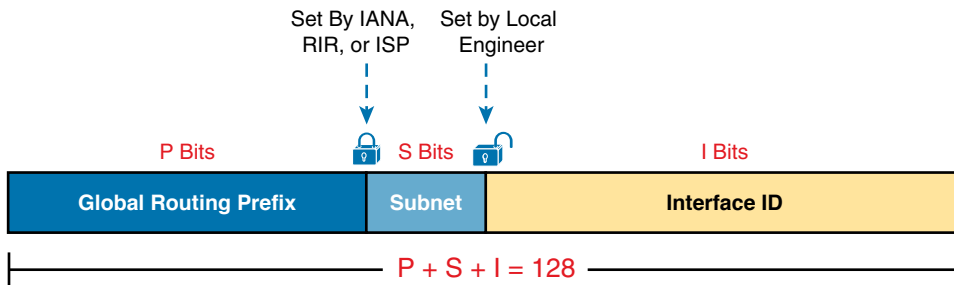 Set By IANA,
RIR, or ISP
Set by Local
Engineer
P Bits
S Bits
I Bits
Global Routing Prefix
Subnet
Interface ID
P + S + I = 128